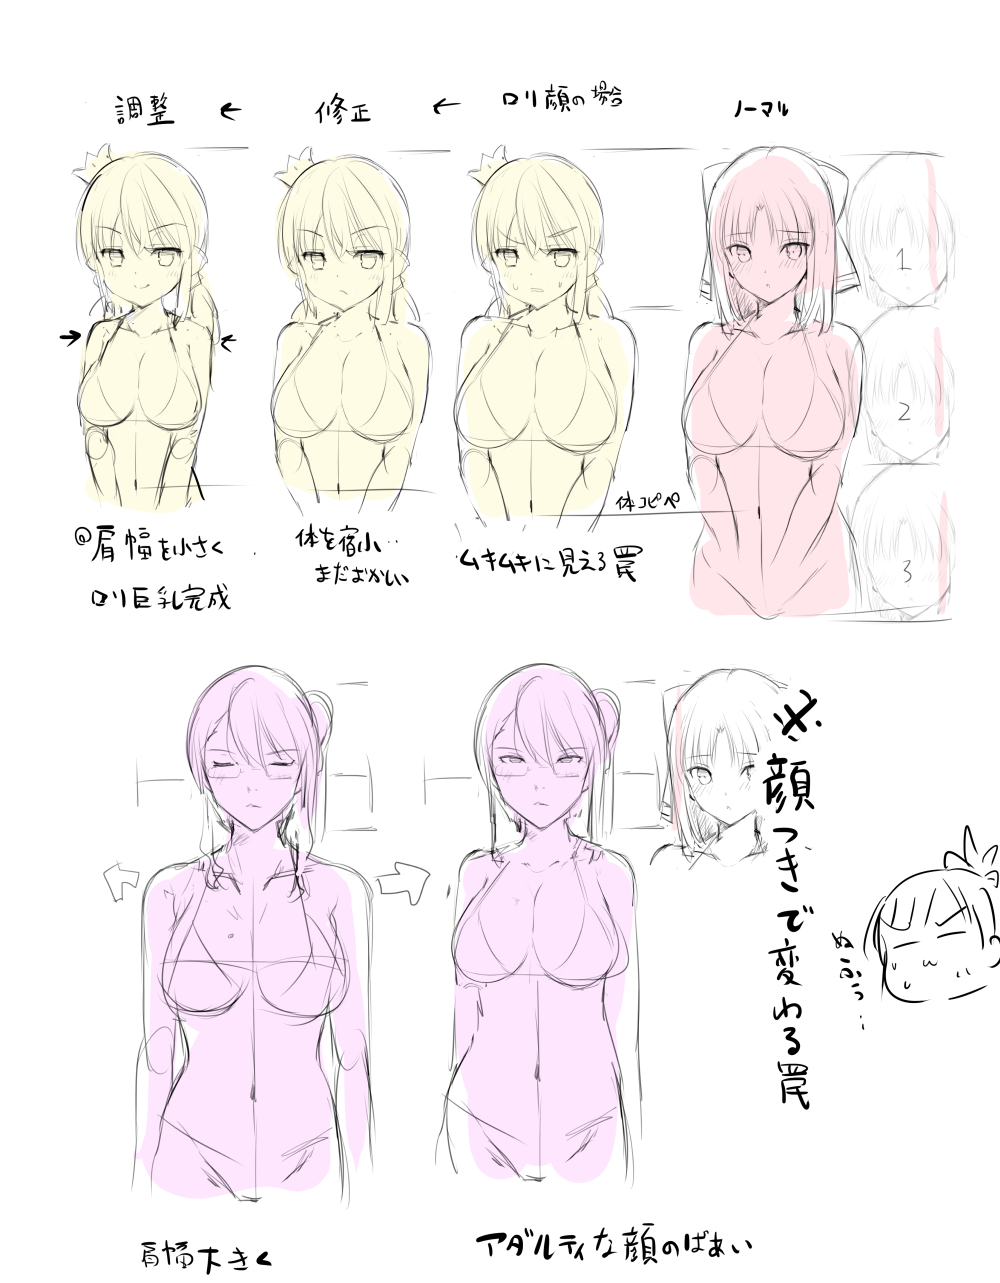 ノーマル
← ロリ顔の場合
← 修正
調整
1
2
3
体コピペ
ムキムキに見える罠
体を縮小‥
まだおかしい
@肩幅を小さく
ロリ巨乳完成
※顔つきで変わる罠
ぬふぅ…
アダルティな顔のばあい
肩幅大きく